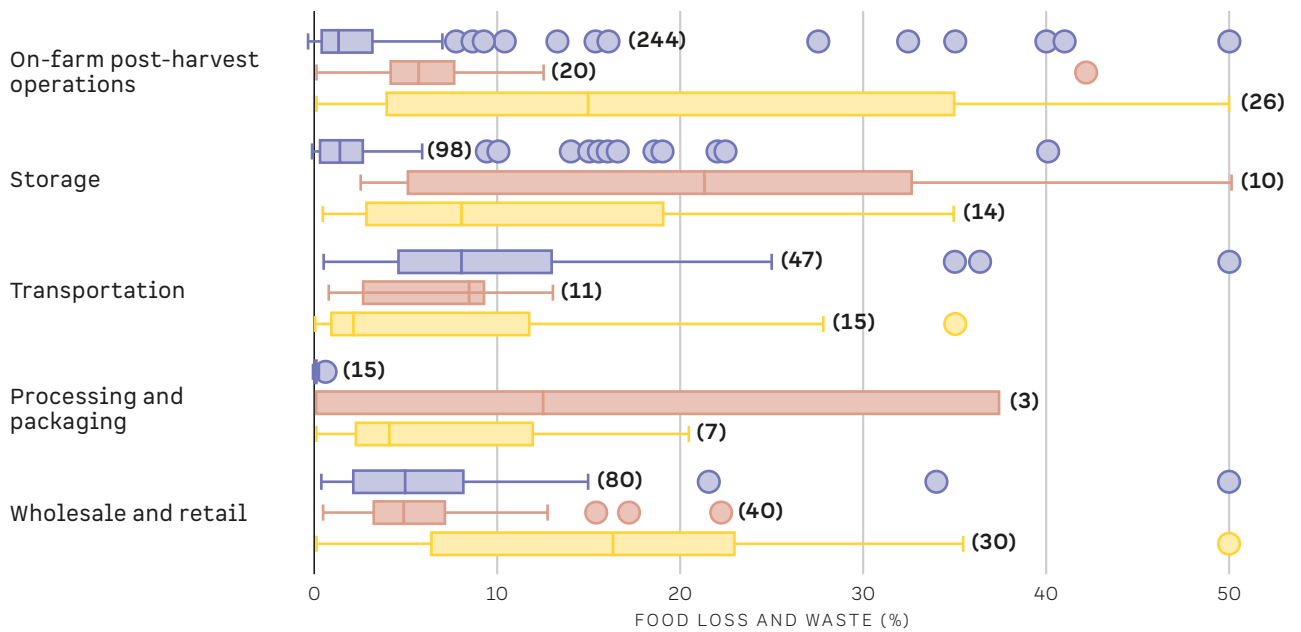 On-farm post-harvest
operations
(244)
(20)
(26)
Storage
(98)
(10)
(14)
Transportation
(47)
(11)
(15)
Processing and
packaging
(15)
(3)
(7)
Wholesale and retail
(80)
(40)
(30)
0 10 20 30 40 50
FOOD LOSS AND WASTE (%)